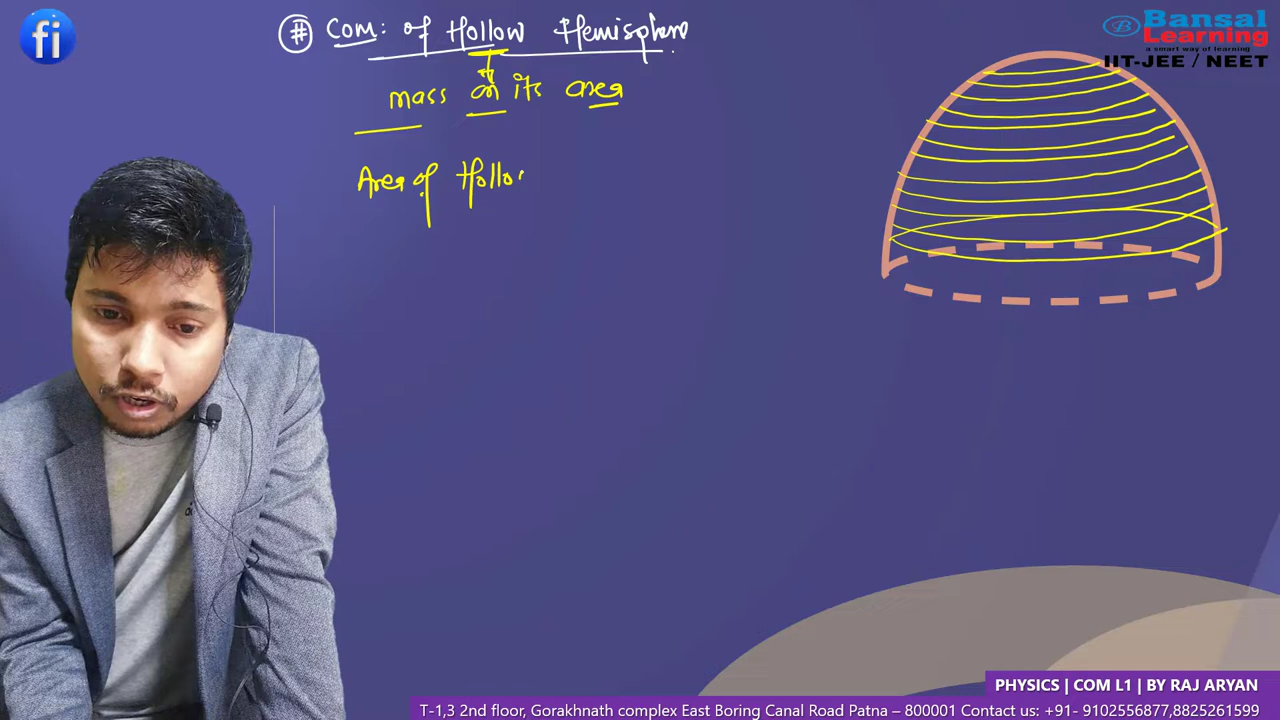 fi
# Com: of Hollow Hemisphere
mass on its area
Area of Hollo
B Bansal
Learning
a smart way of learning
IIT-JEE / NEET
PHYSICS | COM L1 | BY RAJ ARYAN
T-1,3 2nd floor, Gorakhnath complex East Boring Canal Road Patna – 800001 Contact us: +91- 9102556877,8825261599